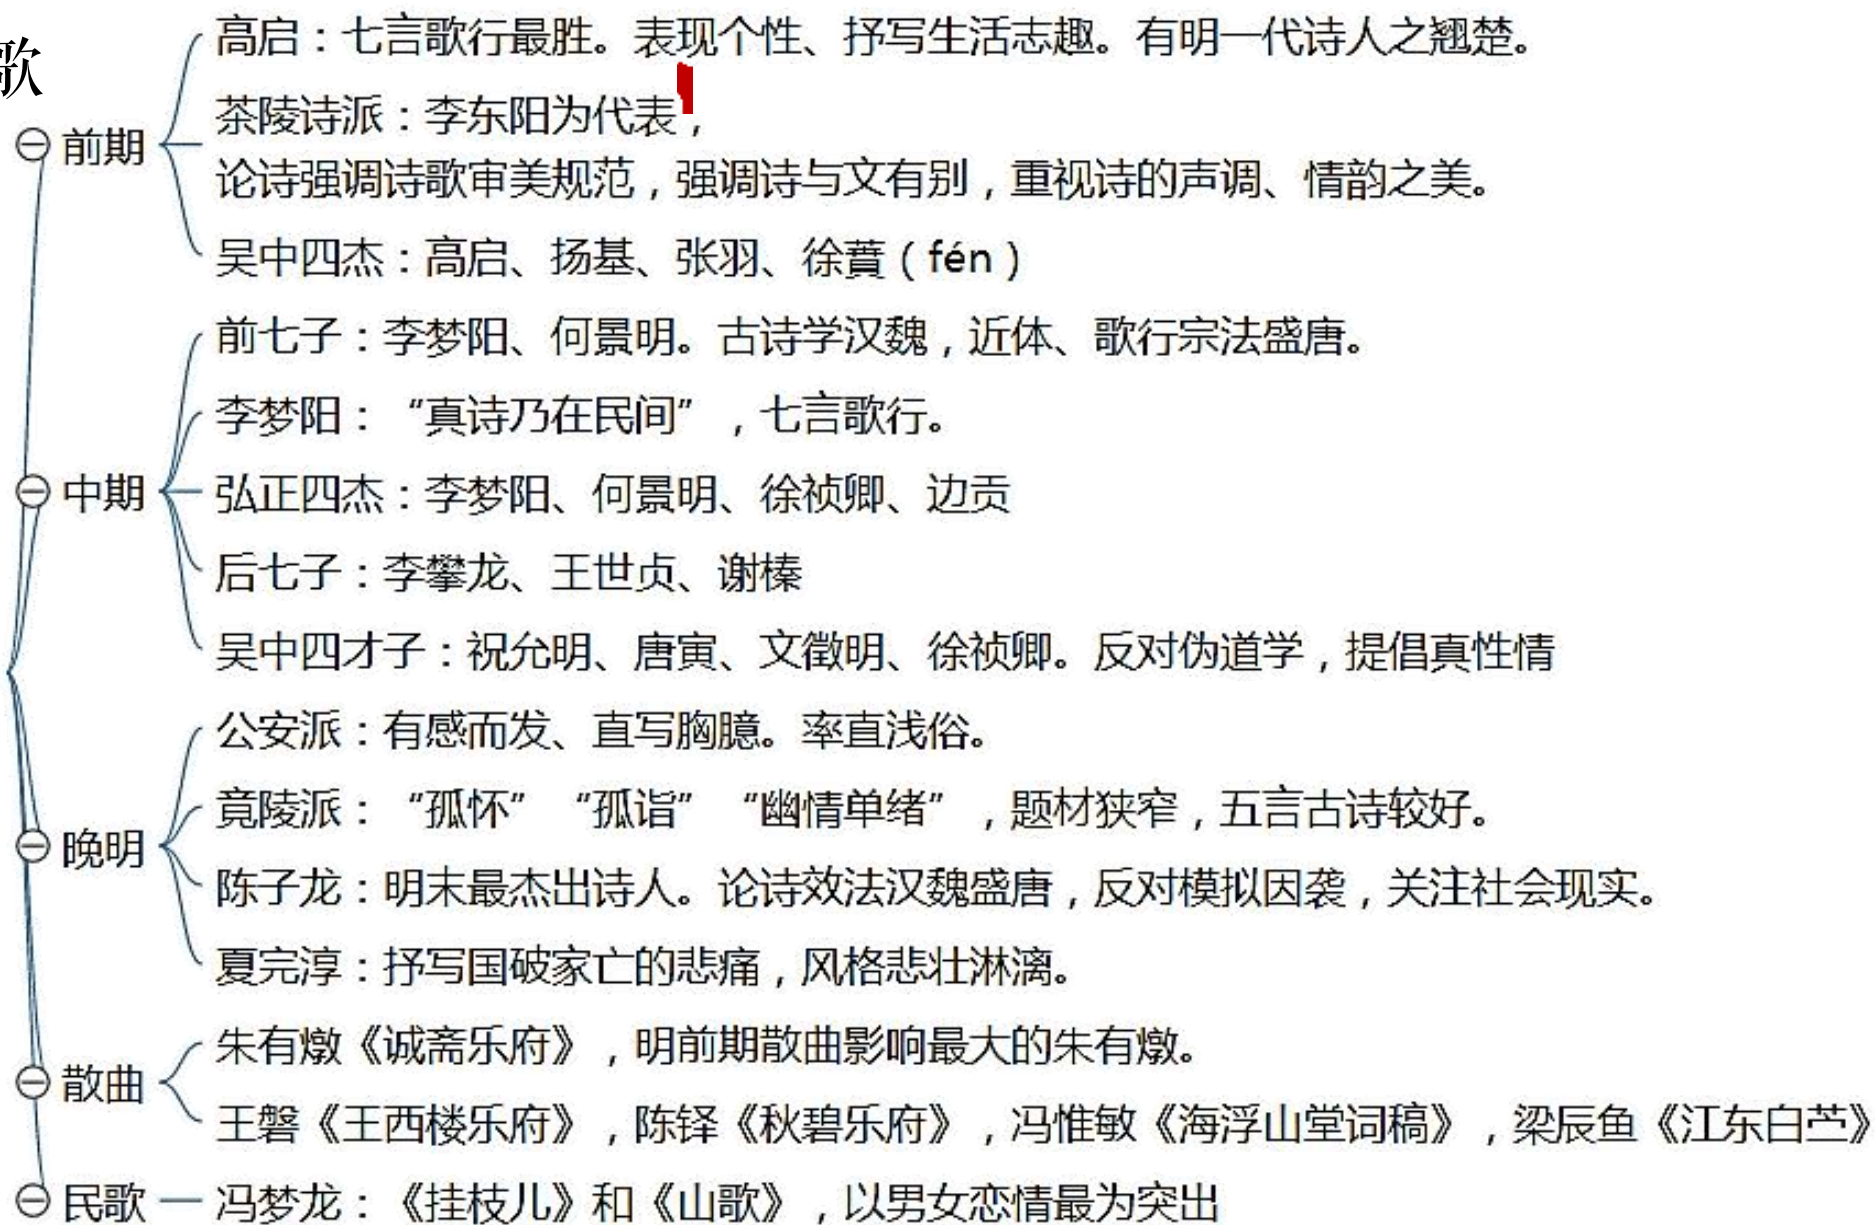 歌
前期
高启：七言歌行最胜。表现个性、抒写生活志趣。有明一代诗人之翘楚。
茶陵诗派：李东阳为代表，
论诗强调诗歌审美规范，强调诗与文有别，重视诗的声调、情韵之美。
吴中四杰：高启、扬基、张羽、徐蕡（fén）
中期
前七子：李梦阳、何景明。古诗学汉魏，近体、歌行宗法盛唐。
李梦阳：“真诗乃在民间”，七言歌行。
弘正四杰：李梦阳、何景明、徐祯卿、边贡
后七子：李攀龙、王世贞、谢榛
吴中四才子：祝允明、唐寅、文徵明、徐祯卿。反对伪道学，提倡真性情
晚明
公安派：有感而发、直写胸臆。率直浅俗。
竟陵派：“孤怀”“孤诣”“幽情单绪”，题材狭窄，五言古诗较好。
陈子龙：明末最杰出诗人。论诗效法汉魏盛唐，反对模拟因袭，关注社会现实。
夏完淳：抒写国破家亡的悲痛，风格悲壮淋漓。
散曲
朱有燉《诚斋乐府》，明前期散曲影响最大的朱有燉。
王磐《王西楼乐府》，陈铎《秋碧乐府》，冯惟敏《海浮山堂词稿》，梁辰鱼《江东白苎》
民歌
冯梦龙：《挂枝儿》和《山歌》，以男女恋情最为突出